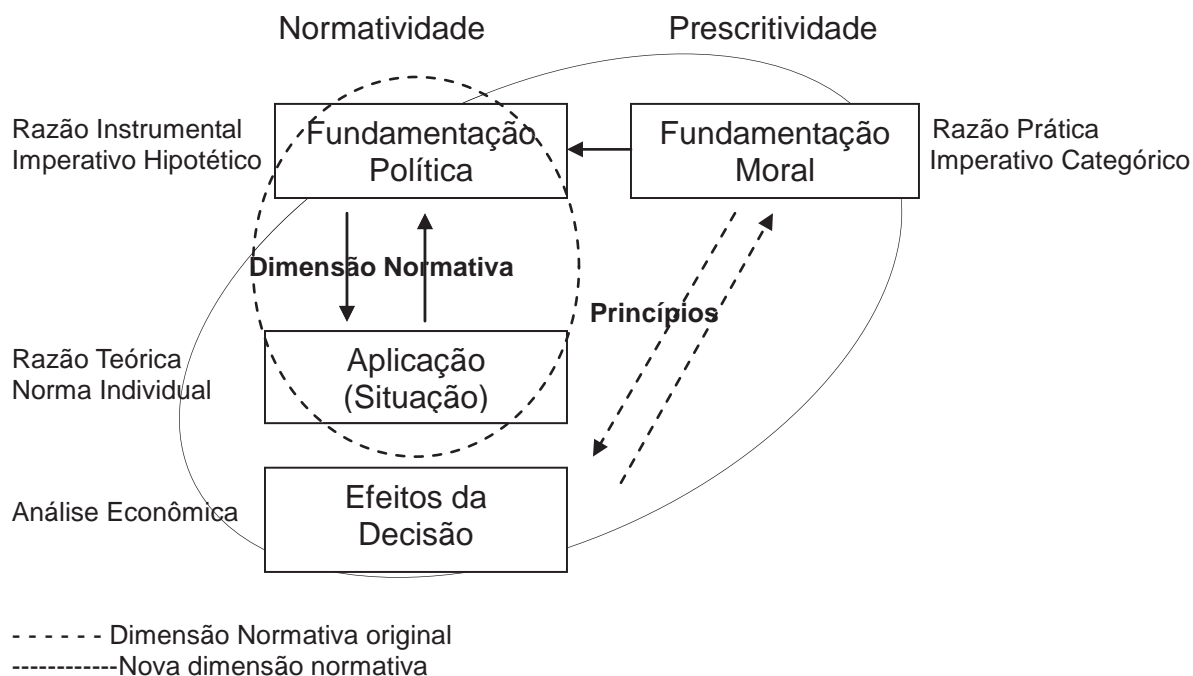 Normatividade
Prescritividade
Razão Instrumental
Imperativo Hipotético
Fundamentação
Política
Fundamentação
Moral
Razão Prática
Imperativo Categórico
Dimensão Normativa
Princípios
Razão Teórica
Norma Individual
Aplicação
(Situação)
Análise Econômica
Efeitos da
Decisão
- - - - - - Dimensão Normativa original
------------Nova dimensão normativa